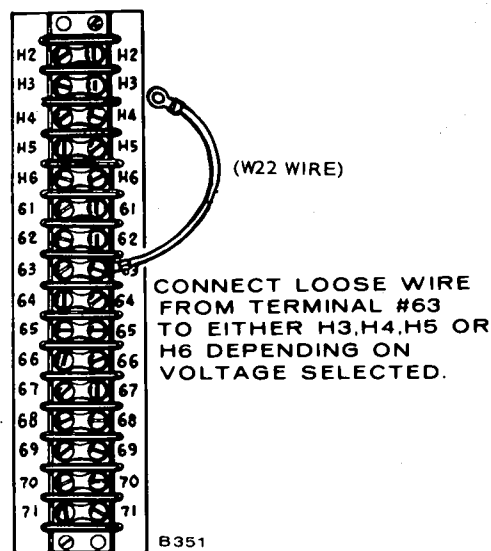 H2 H2
H3 H3
H4 H4
H5 H5
H6 H6
(W22 WIRE)
61 61
62 62
63 63
CONNECT LOOSE WIRE
FROM TERMINAL #63
TO EITHER H3,H4,H5 OR
H6 DEPENDING ON
VOLTAGE SELECTED.
64 64
65 65
66 66
67 67
68 68
69 69
70 70
71 71
B351